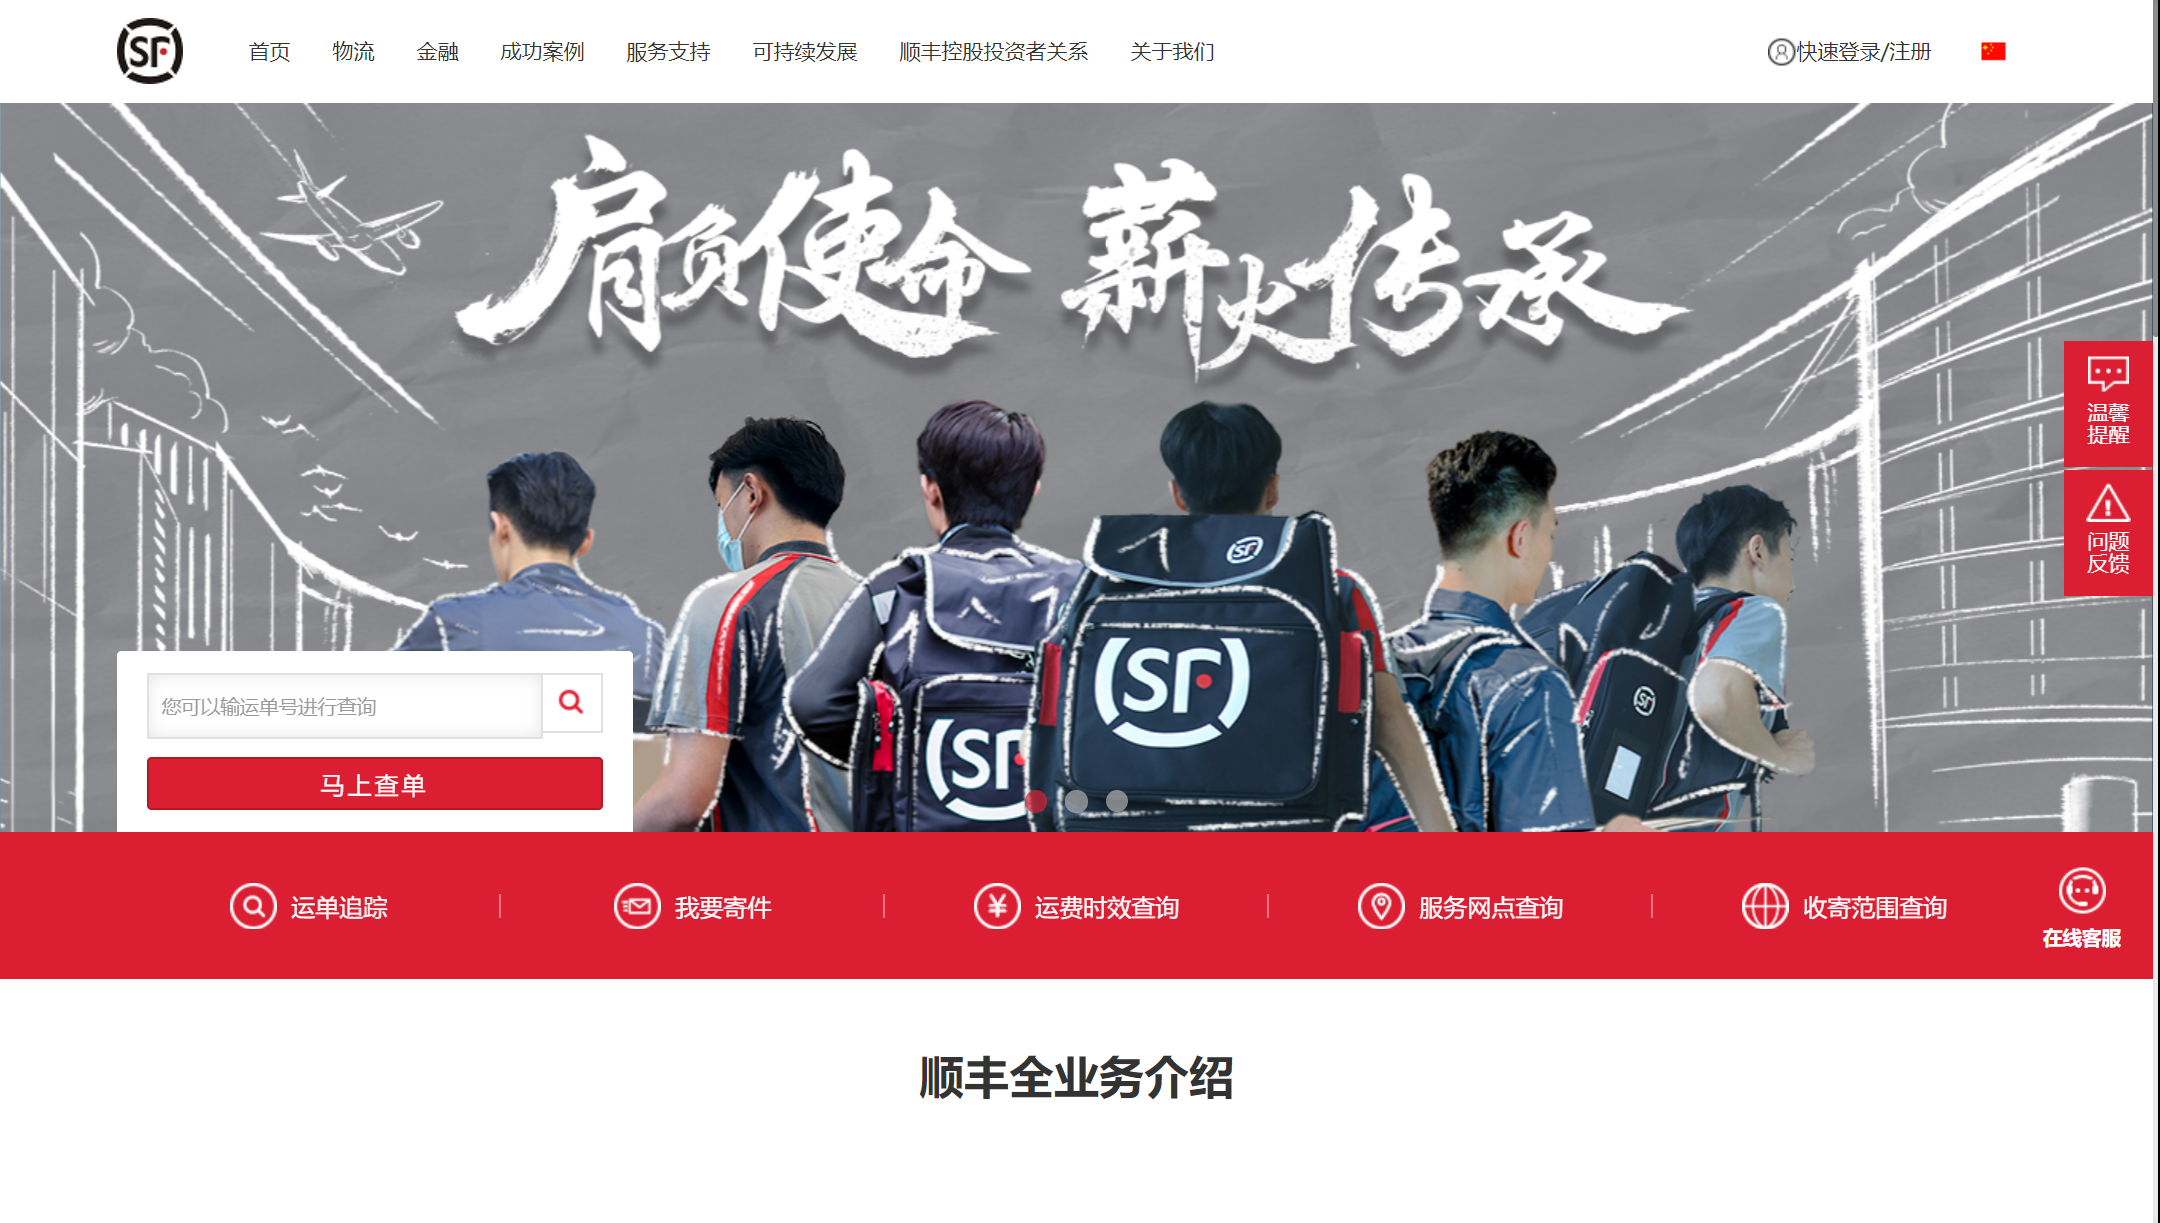 SF
首页 物流 金融 成功案例 服务支持 可持续发展 顺丰控股投资者关系 关于我们 快速登录/注册
肩负使命 薪火传承
温馨
提醒
问题
反馈
SF
SF
SF
SF
您可以输运单号进行查询
马上查单
运单追踪 我要寄件 运费时效查询 服务网点查询 收寄范围查询
在线客服
顺丰全业务介绍